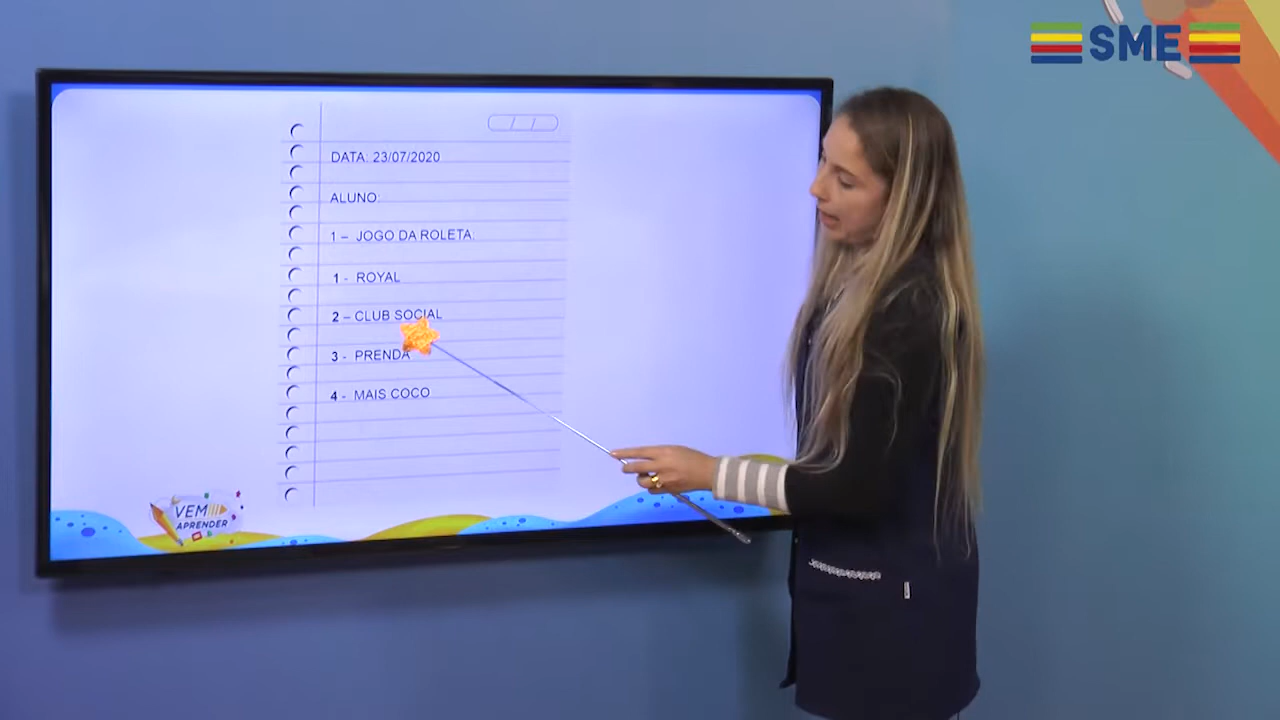 SME
DATA: 23/07/2020
ALUNO:
1 – JOGO DA ROLETA:
1 - ROYAL
2 – CLUB SOCIAL
3 - PRENDA
4 - MAIS COCO
VEM
APRENDER